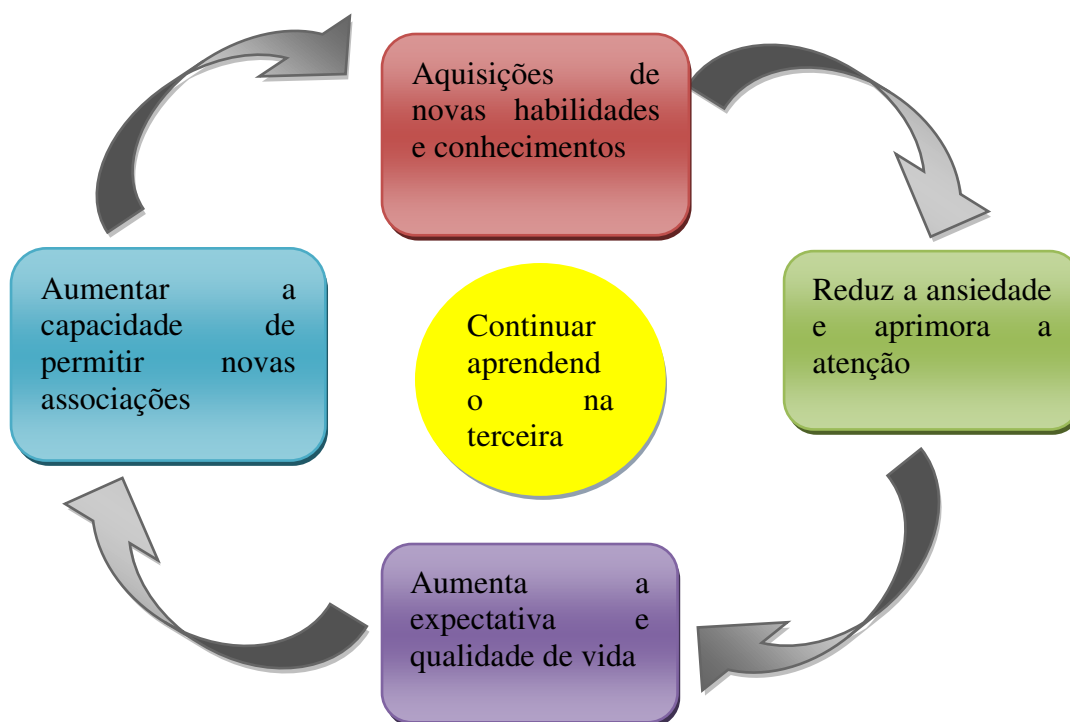 Aquisições de
novas habilidades
e conhecimentos
Aumentar a
capacidade de
permitir novas
associações
Continuar
aprendend
o na
terceira
Reduz a ansiedade
e aprimora a
atenção
Aumenta a
expectativa e
qualidade de vida